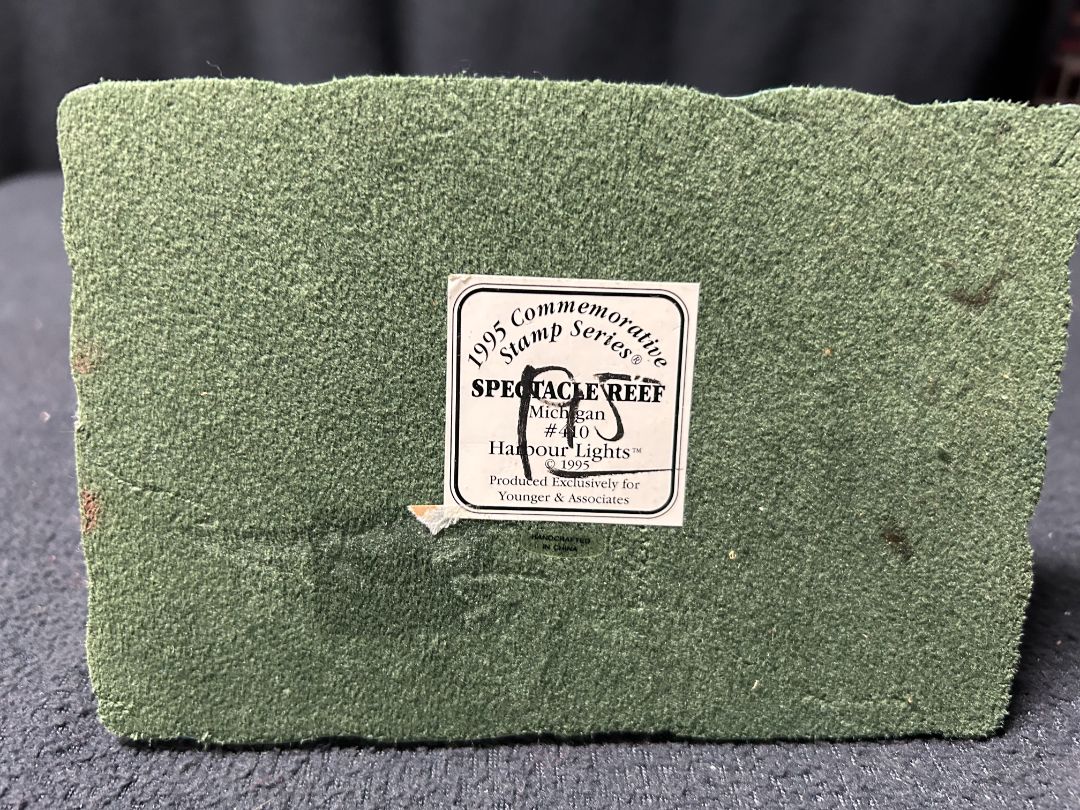 1995 Commemorative
Stamp Series®
SPECTACLE REEF
Michigan
#410
Harbour Lights™
© 1995
Produced Exclusively for
Younger & Associates
HANDCRAFTED
IN CHINA